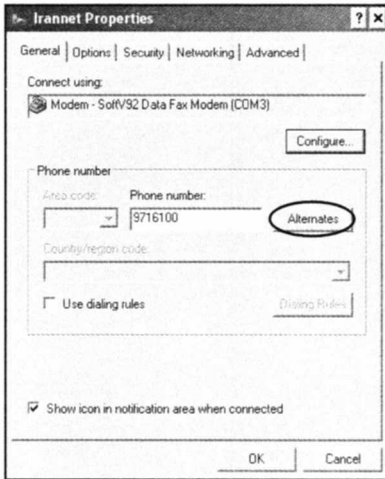 Irannet Properties
General Options Security Networking Advanced
Connect using:
Modem - SoftV92 Data Fax Modem (COM3)
Configure...
Phone number
Area code: Phone number:
9716100 Alternates
Country/region code:
Use dialing rules Dialing Rules
Show icon in notification area when connected
OK Cancel